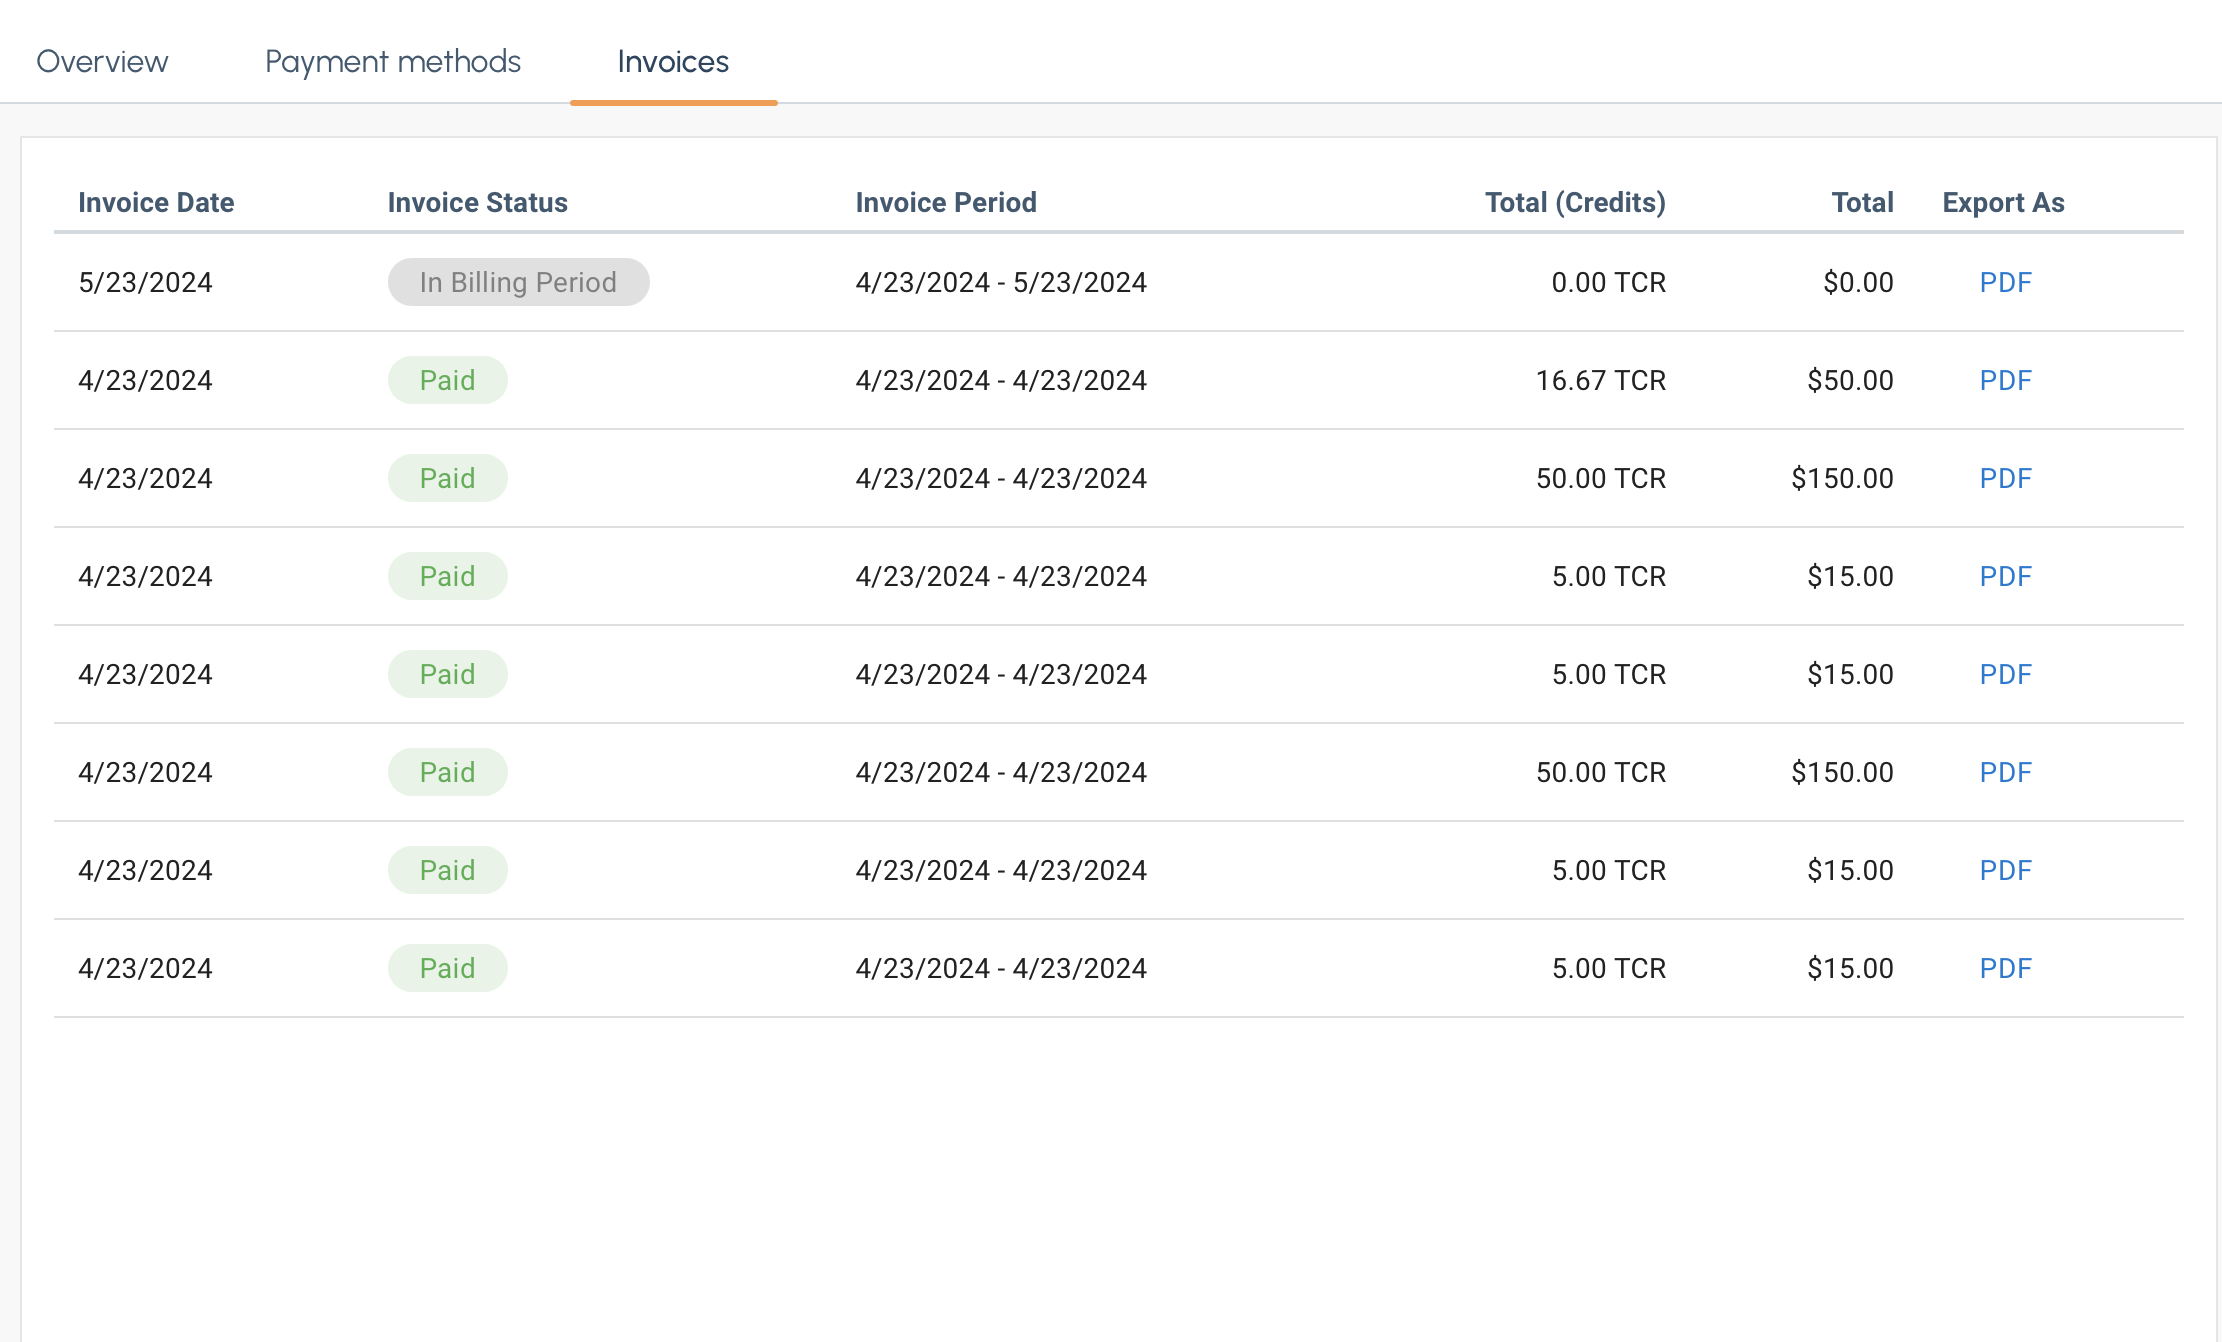 Overview Payment methods Invoices
Invoice Date Invoice Status Invoice Period Total (Credits) Total Export As
5/23/2024 In Billing Period 4/23/2024 - 5/23/2024 0.00 TCR $0.00 PDF
4/23/2024 Paid 4/23/2024 - 4/23/2024 16.67 TCR $50.00 PDF
4/23/2024 Paid 4/23/2024 - 4/23/2024 50.00 TCR $150.00 PDF
4/23/2024 Paid 4/23/2024 - 4/23/2024 5.00 TCR $15.00 PDF
4/23/2024 Paid 4/23/2024 - 4/23/2024 5.00 TCR $15.00 PDF
4/23/2024 Paid 4/23/2024 - 4/23/2024 50.00 TCR $150.00 PDF
4/23/2024 Paid 4/23/2024 - 4/23/2024 5.00 TCR $15.00 PDF
4/23/2024 Paid 4/23/2024 - 4/23/2024 5.00 TCR $15.00 PDF